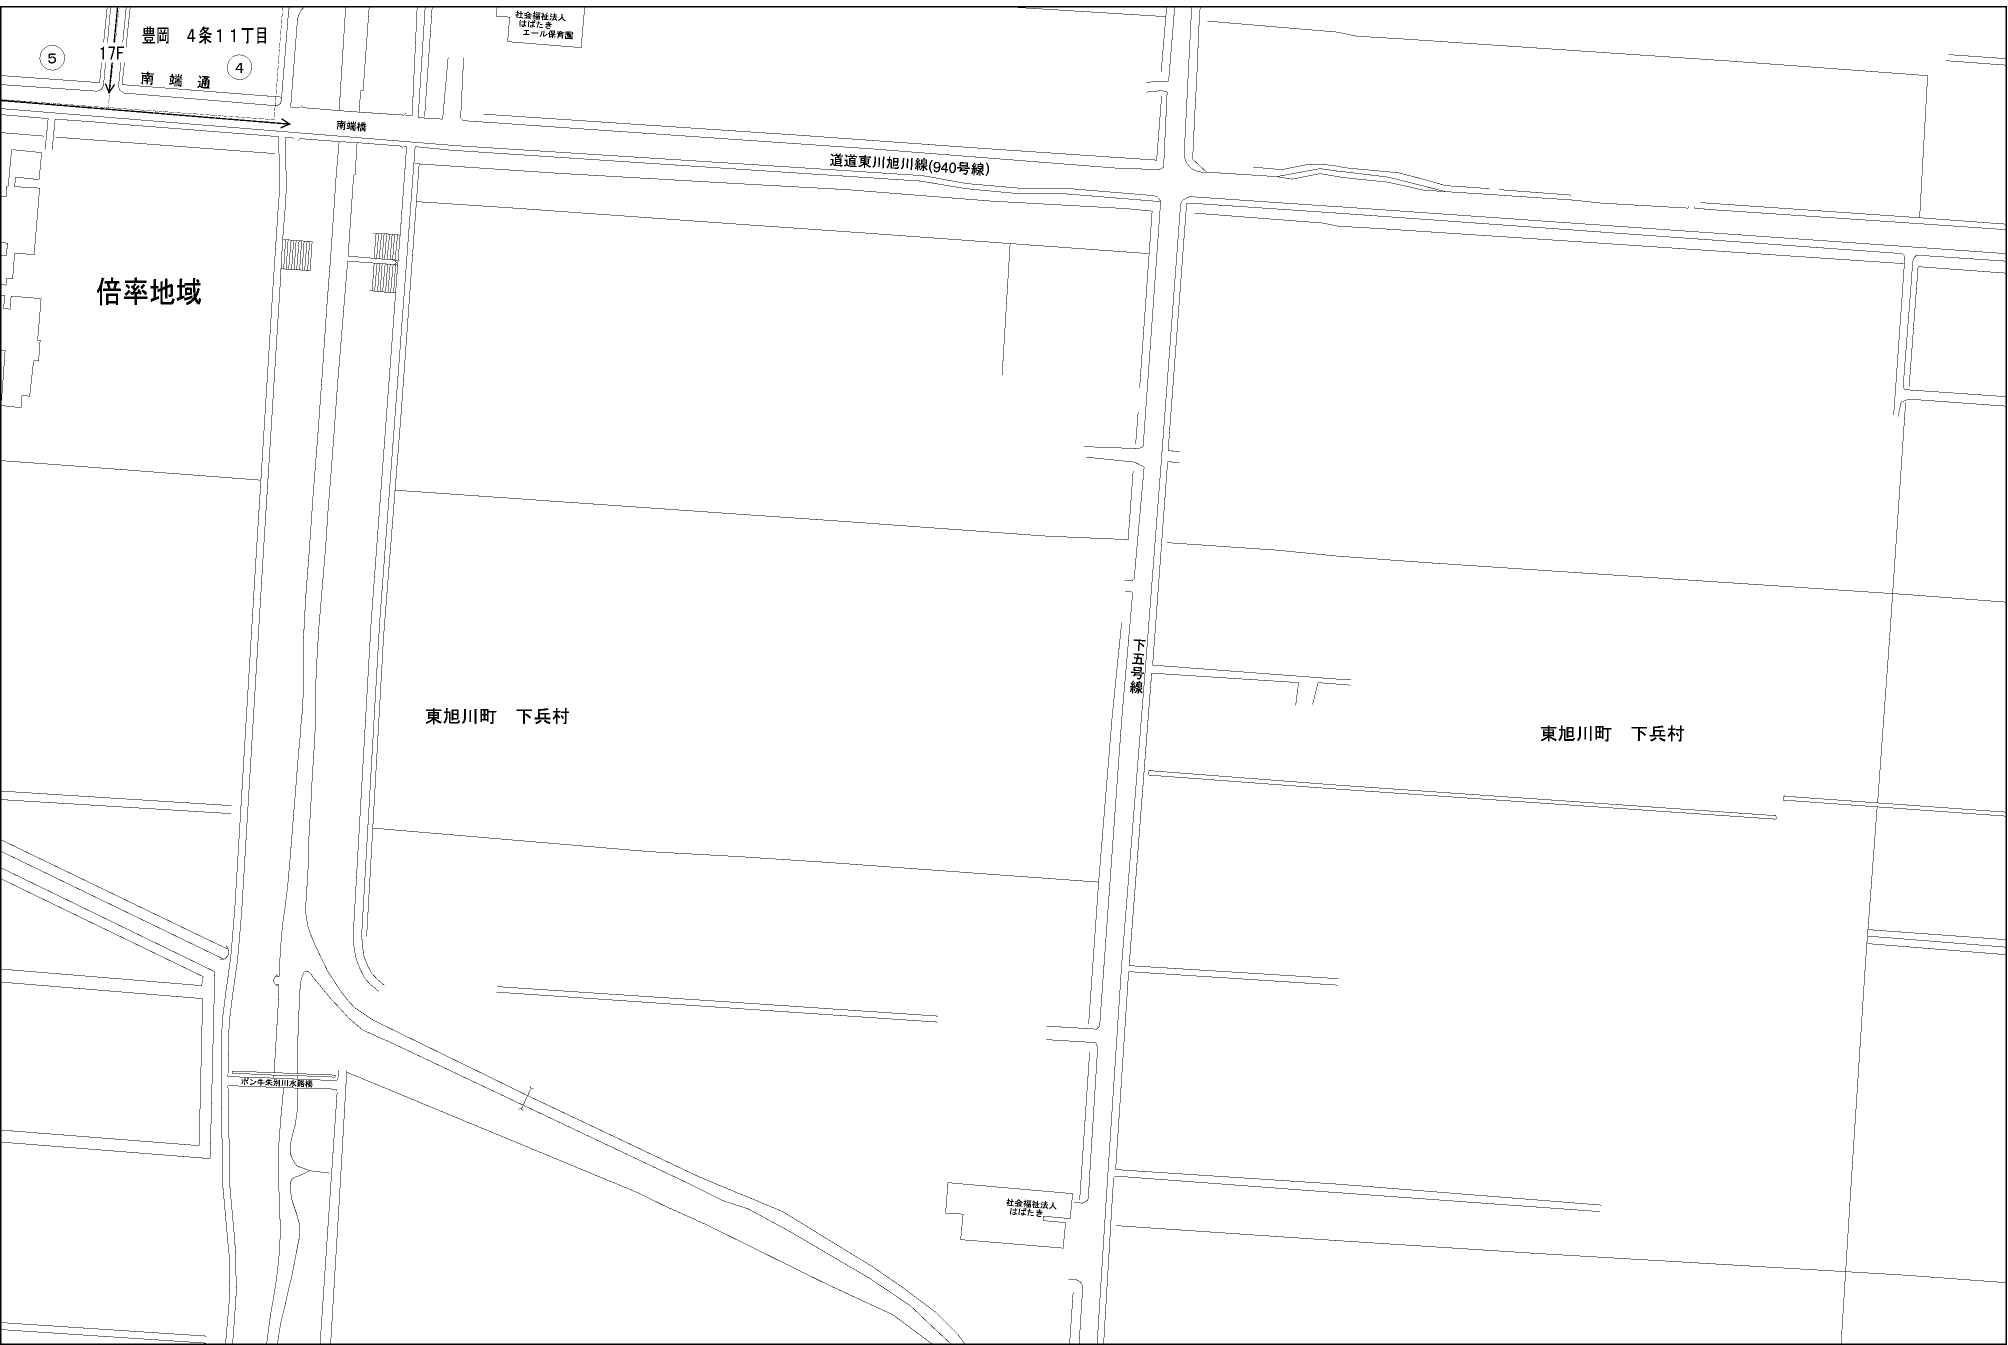 社会福祉法人
はばたき
エール保育園
豊岡　4条11丁目
17F
5
4
南端通
南端橋
道道東川旭川線(940号線)
倍率地域
下五号線
東旭川町　下兵村
東旭川町　下兵村
ポン牛朱別川水路橋
社会福祉法人
はばたき